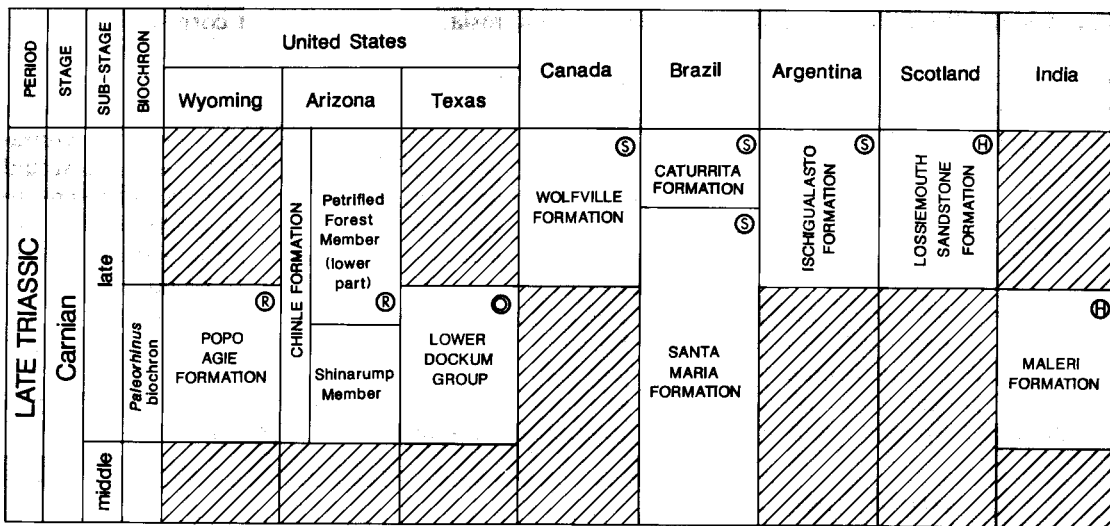 PERIOD
STAGE
SUB-STAGE
BIOCHRON
United States
Wyoming
Arizona
Texas
Canada
Brazil
Argentina
Scotland
India
LATE TRIASSIC
Carnian
late
middle
Paleorhinus
biochron
R
POPO
AGIE
FORMATION
CHINLE FORMATION
Petrified
Forest
Member
(lower
part)
R
Shinarump
Member
LOWER
DOCKUM
GROUP
S
WOLFVILLE
FORMATION
S
CATURRITA
FORMATION
S
SANTA
MARIA
FORMATION
S
ISCHIGUALASTO
FORMATION
H
LOSSIEMOUTH
SANDSTONE
FORMATION
H
MALERI
FORMATION